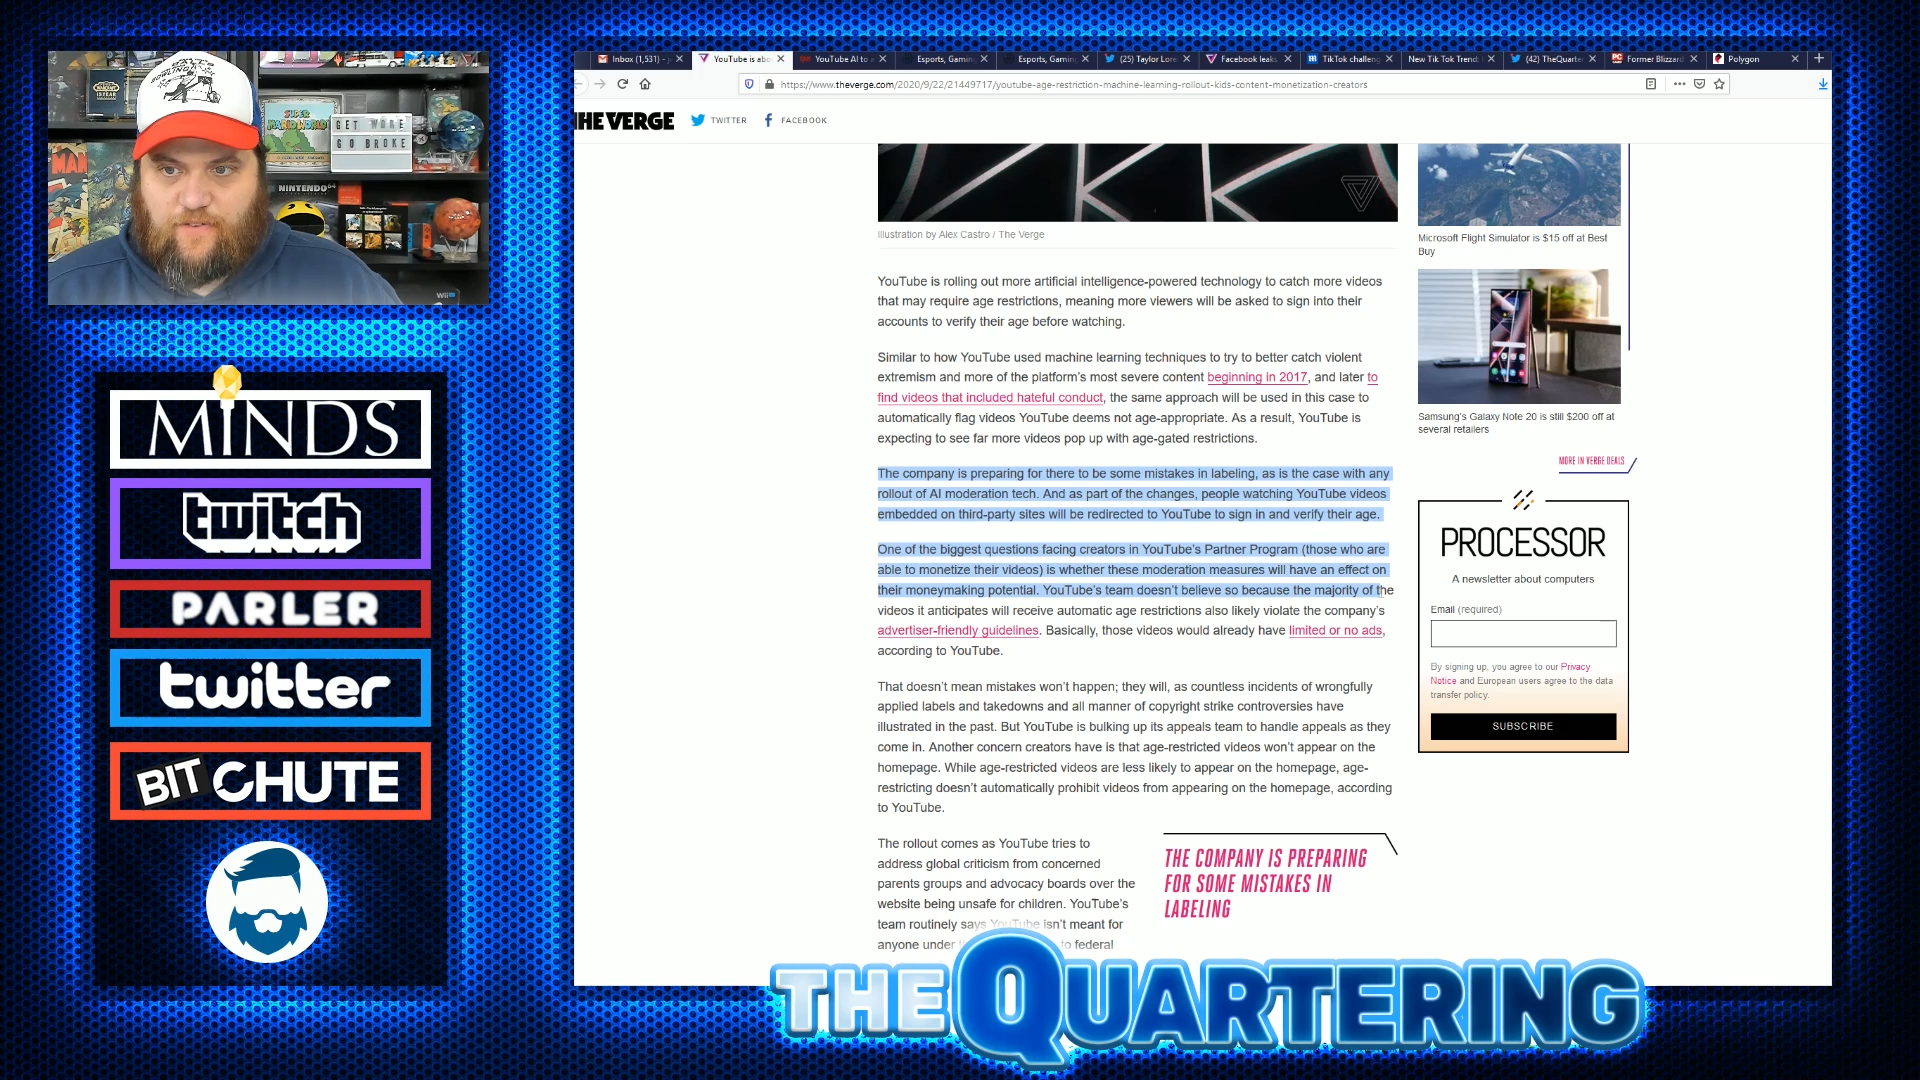 Inbox (1,531) -
YouTube is abo
YouTube AI to a
Esports, Gaming
Esports, Gaming
(25) Taylor Lore
Facebook leaks
TikTok challeng
New Tik Tok Trend:
(42) TheQuarte
Former Blizzard
Polygon
https://www.theverge.com/2020/9/22/21449717/youtube-age-restriction-machine-learning-rollout-kids-content-monetization-creators
THE VERGE
TWITTER
FACEBOOK
GET WOKE
GO BROKE
SUPER
MARIO WORLD
NINTENDO 64
MAN
WiiU
MINDS
twitch
PARLER
twitter
BITCHUTE
Illustration by Alex Castro / The Verge
YouTube is rolling out more artificial intelligence-powered technology to catch more videos
that may require age restrictions, meaning more viewers will be asked to sign into their
accounts to verify their age before watching.
Similar to how YouTube used machine learning techniques to try to better catch violent
extremism and more of the platform's most severe content beginning in 2017, and later to
find videos that included hateful conduct, the same approach will be used in this case to
automatically flag videos YouTube deems not age-appropriate. As a result, YouTube is
expecting to see far more videos pop up with age-gated restrictions.
The company is preparing for there to be some mistakes in labeling, as is the case with any
rollout of AI moderation tech. And as part of the changes, people watching YouTube videos
embedded on third-party sites will be redirected to YouTube to sign in and verify their age.
One of the biggest questions facing creators in YouTube's Partner Program (those who are
able to monetize their videos) is whether these moderation measures will have an effect on
their moneymaking potential. YouTube's team doesn't believe so because the majority of the
videos it anticipates will receive automatic age restrictions also likely violate the company's
advertiser-friendly guidelines. Basically, those videos would already have limited or no ads,
according to YouTube.
That doesn't mean mistakes won't happen; they will, as countless incidents of wrongfully
applied labels and takedowns and all manner of copyright strike controversies have
illustrated in the past. But YouTube is bulking up its appeals team to handle appeals as they
come in. Another concern creators have is that age-restricted videos won't appear on the
homepage. While age-restricted videos are less likely to appear on the homepage, age-
restricting doesn't automatically prohibit videos from appearing on the homepage, according
to YouTube.
The rollout comes as YouTube tries to
address global criticism from concerned
parents groups and advocacy boards over the
website being unsafe for children. YouTube's
team routinely says YouTube isn't meant for
anyone under
to federal
THE COMPANY IS PREPARING
FOR SOME MISTAKES IN
LABELING
Microsoft Flight Simulator is $15 off at Best
Buy
Samsung's Galaxy Note 20 is still $200 off at
several retailers
MORE IN VERGE DEALS
PROCESSOR
A newsletter about computers
Email (required)
By signing up, you agree to our Privacy
Notice and European users agree to the data
transfer policy.
SUBSCRIBE
THE QUARTERING